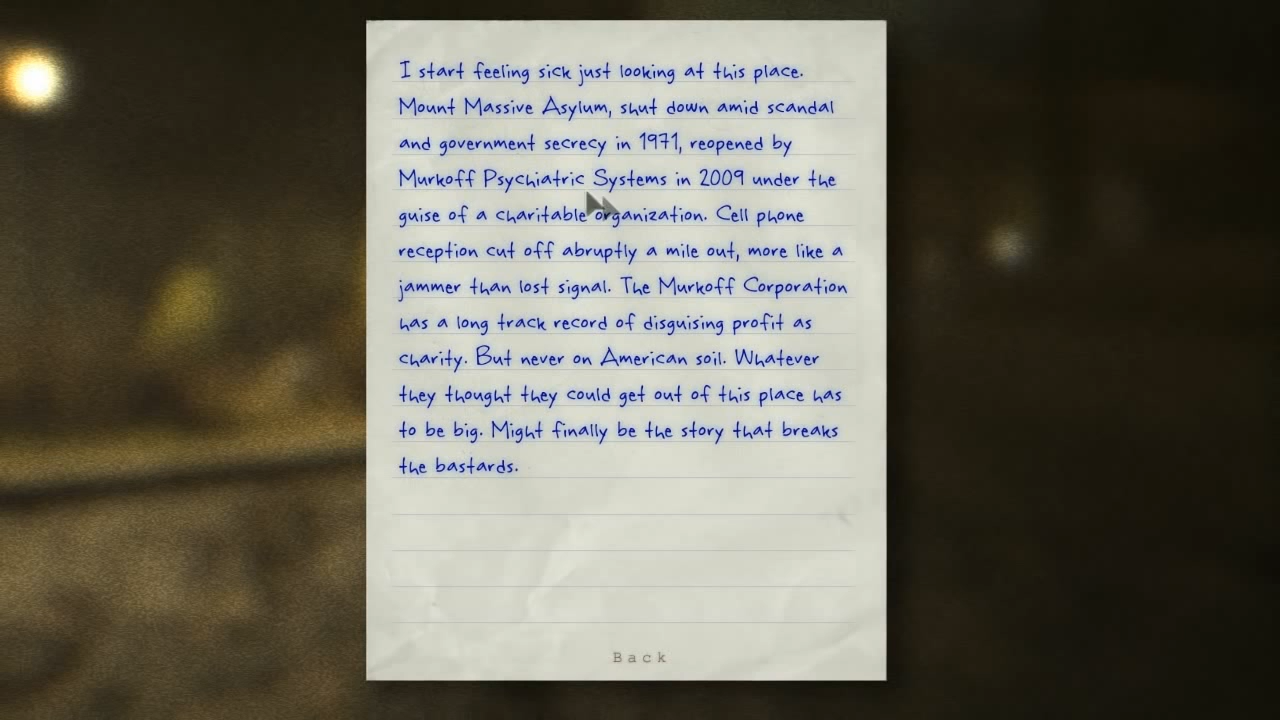 I start feeling sick just looking at this place.
Mount Massive Asylum, shut down amid scandal
and government secrecy in 1971, reopened by
Murkoff Psychiatric Systems in 2009 under the
guise of a charitable organization. Cell phone
reception cut off abruptly a mile out, more like a
jammer than lost signal. The Murkoff Corporation
has a long track record of disguising profit as
charity. But never on American soil. Whatever
they thought they could get out of this place has
to be big. Might finally be the story that breaks
the bastards.
Back